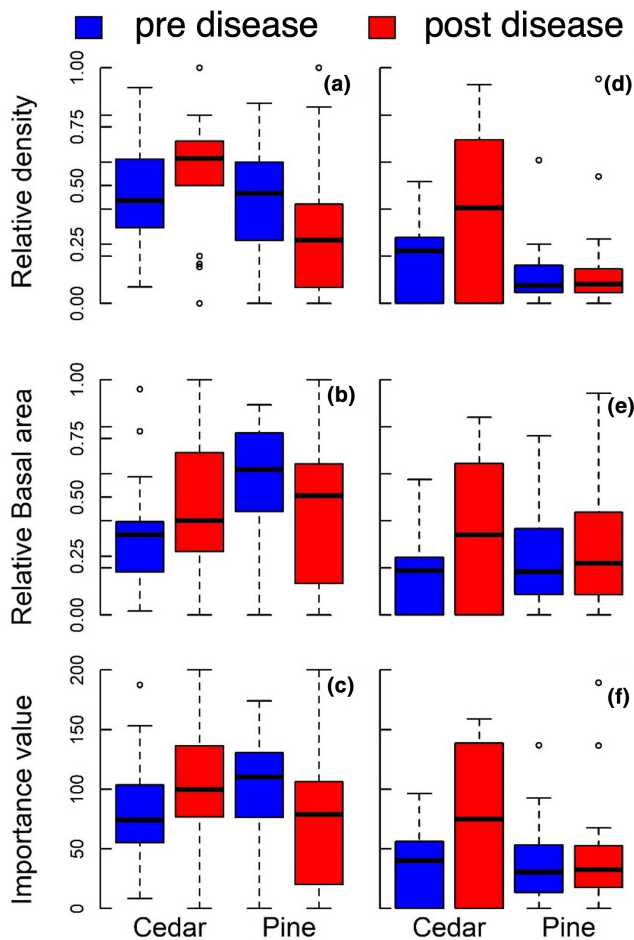 pre disease post disease
Relative density
1.00
0.75
0.50
0.25
0.00
(a)
(d)
Relative Basal area
1.00
0.75
0.50
0.25
0.00
(b)
(e)
Importance value
200
150
100
50
0
(c)
(f)
Cedar Pine Cedar Pine